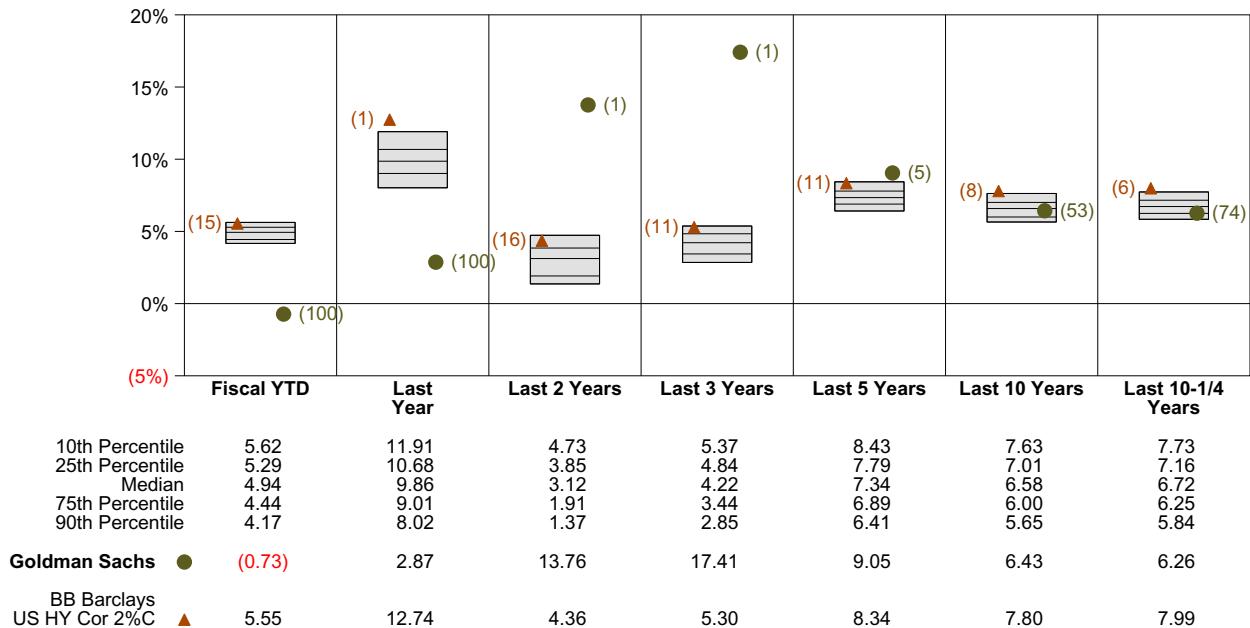 20%
15%
10%
5%
0%
(5%)
(15)
(100)
(1)
(100)
(16)
(1)
(11)
(1)
(11)
(5)
(8)
(53)
(6)
(74)
Fiscal YTD Last Year Last 2 Years Last 3 Years Last 5 Years Last 10 Years Last 10-1/4 Years
10th Percentile 5.62 11.91 4.73 5.37 8.43 7.63 7.73
25th Percentile 5.29 10.68 3.85 4.84 7.79 7.01 7.16
Median 4.94 9.86 3.12 4.22 7.34 6.58 6.72
75th Percentile 4.44 9.01 1.91 3.44 6.89 6.00 6.25
90th Percentile 4.17 8.02 1.37 2.85 6.41 5.65 5.84
Goldman Sachs (0.73) 2.87 13.76 17.41 9.05 6.43 6.26
BB Barclays
US HY Cor 2%C 5.55 12.74 4.36 5.30 8.34 7.80 7.99